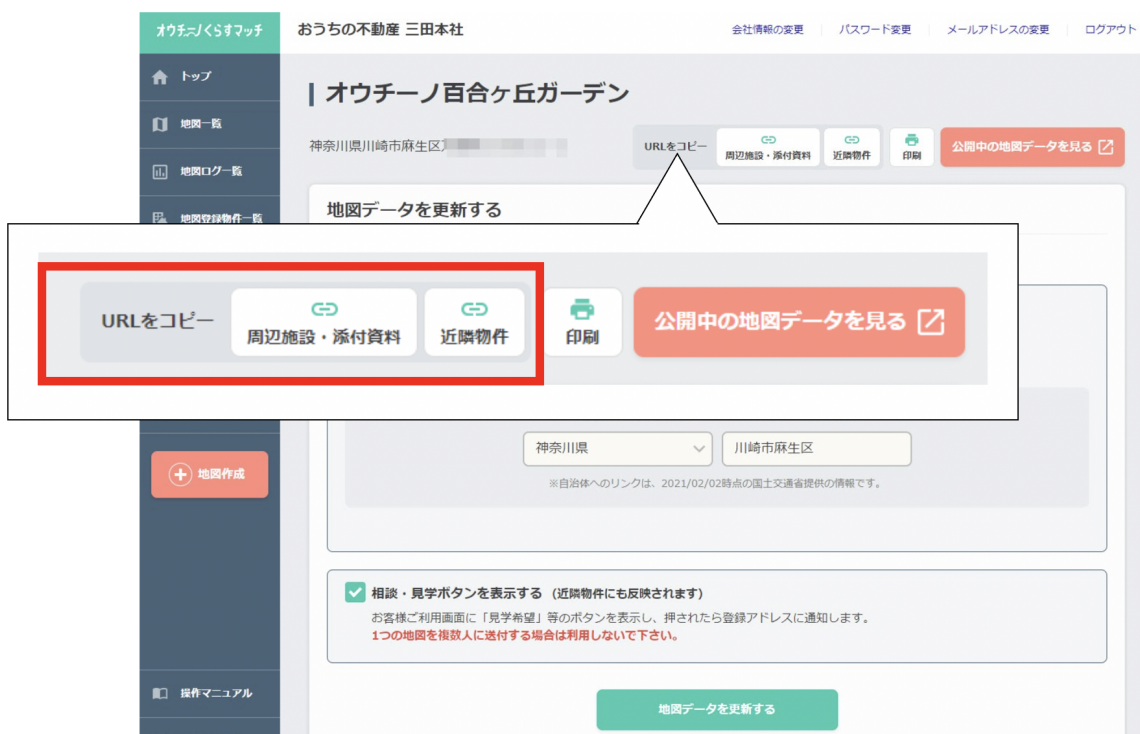 オウチーノくらすマッチ
おうちの不動産 三田本社
会社情報の変更
パスワード変更
メールアドレスの変更
ログアウト
トップ
地図一覧
地図ログ一覧
地図登録物件一覧
オウチーノ百合ヶ丘ガーデン
神奈川県川崎市麻生区
URLをコピー
周辺施設・添付資料
近隣物件
印刷
公開中の地図データを見る
地図データを更新する
URLをコピー
周辺施設・添付資料
近隣物件
印刷
公開中の地図データを見る
神奈川県
川崎市麻生区
※自治体へのリンクは、2021/02/02時点の国土交通省提供の情報です。
地図作成
相談・見学ボタンを表示する（近隣物件にも反映されます）
お客様ご利用画面に「見学希望」等のボタンを表示し、押されたら登録アドレスに通知します。
1つの地図を複数人に送付する場合は利用しないで下さい。
操作マニュアル
地図データを更新する